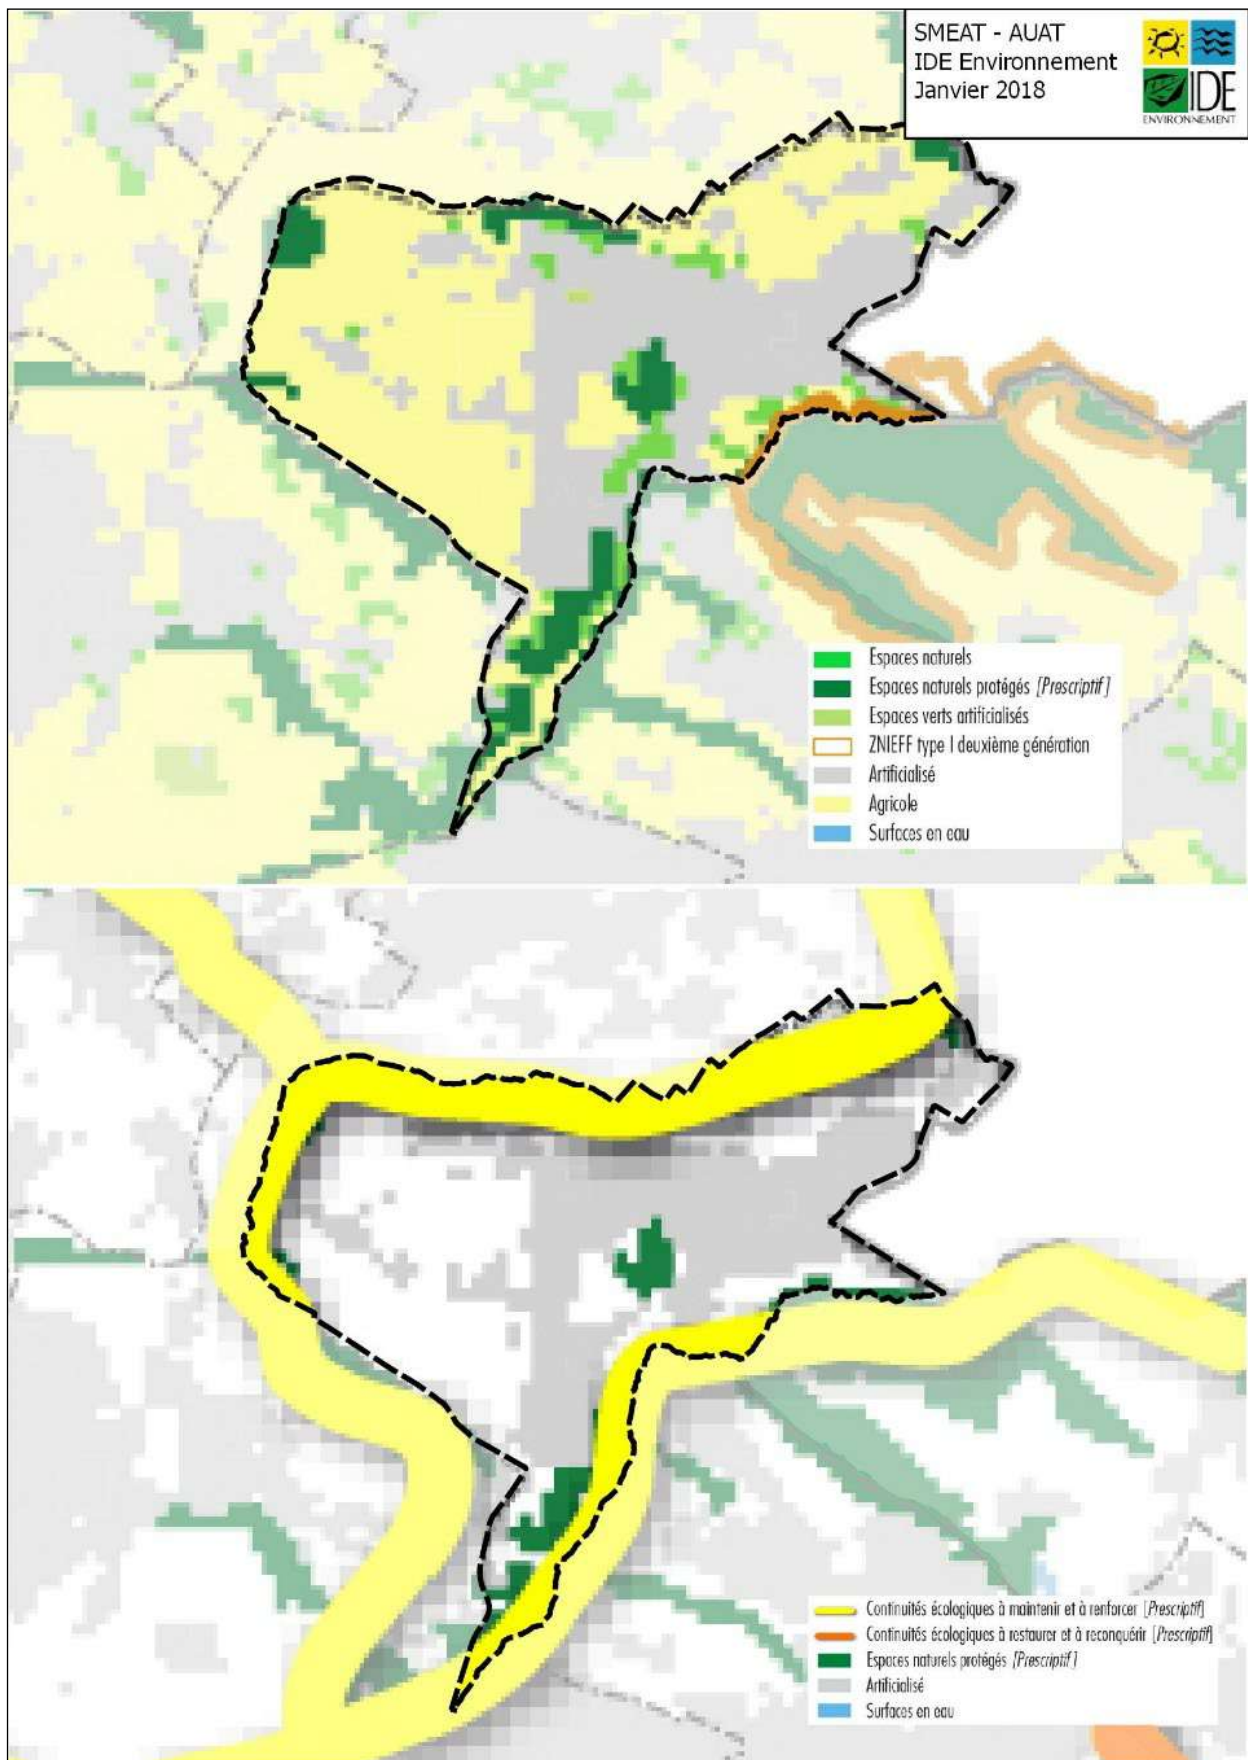 SMEAT - AUAT
IDE Environnement
Janvier 2018
IDE
ENVIRONNEMENT
Espaces naturels
Espaces naturels protégés [Prescriptif]
Espaces verts artificialisés
ZNIEFF type I deuxième génération
Artificialisé
Agricole
Surfaces en eau
Continuités écologiques à maintenir et à renforcer [Prescriptif]
Continuités écologiques à restaurer et à reconquérir [Prescriptif]
Espaces naturels protégés [Prescriptif]
Artificialisé
Surfaces en eau